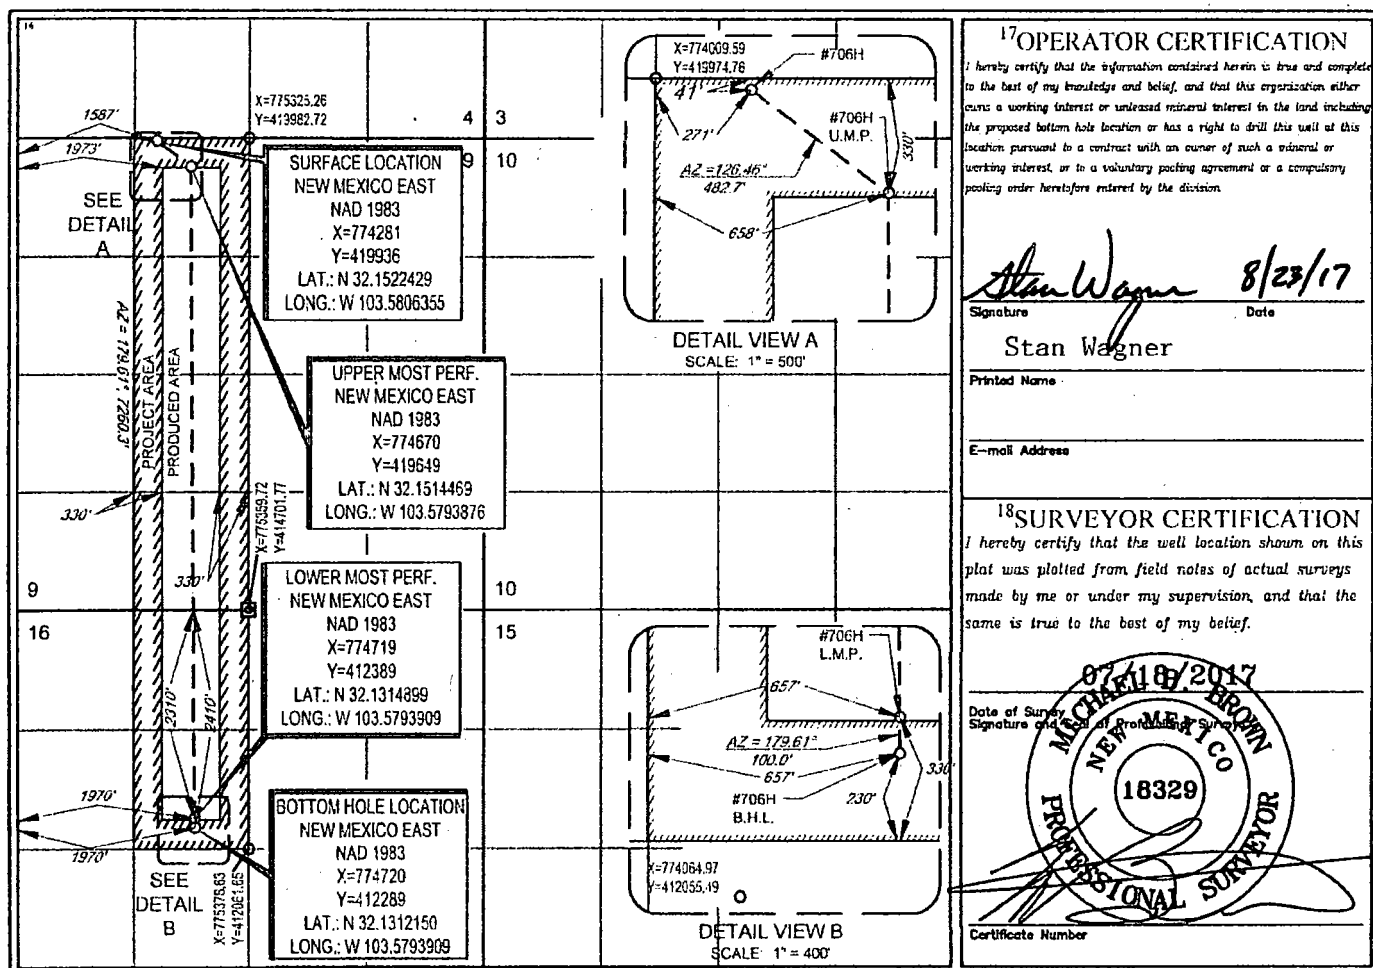 14
1587'
1973'
X=775325.26
Y=413982.72
4
3
9
10
SEE
DETAIL
A
SURFACE LOCATION
NEW MEXICO EAST
NAD 1983
X=774281
Y=419936
LAT.: N 32.1522429
LONG.: W 103.5806355
AZ = 179.61°, 7260.3'
PROJECT AREA
PRODUCED AREA
UPPER MOST PERF.
NEW MEXICO EAST
NAD 1983
X=774670
Y=419649
LAT.: N 32.1514469
LONG.: W 103.5793876
330'
X=775359.72
Y=414701.77
330'
9
10
16
15
LOWER MOST PERF.
NEW MEXICO EAST
NAD 1983
X=774719
Y=412389
LAT.: N 32.1314899
LONG.: W 103.5793909
2310'
2410'
1970'
1970'
SEE
DETAIL
B
X=775376.63
Y=412061.65
BOTTOM HOLE LOCATION
NEW MEXICO EAST
NAD 1983
X=774720
Y=412289
LAT.: N 32.1312150
LONG.: W 103.5793909
X=774009.59
Y=419974.76
#706H
41'
271'
#706H
U.M.P.
330'
AZ =126.46°
482.7'
658'
DETAIL VIEW A
SCALE: 1" = 500'
#706H
L.M.P.
657'
AZ = 179.61°
100.0'
657'
330'
#706H
B.H.L.
230'
X=774064.97
Y=412055.49
DETAIL VIEW B
SCALE: 1" = 400'
17 OPERATOR CERTIFICATION
I hereby certify that the information contained herein is true and complete
to the best of my knowledge and belief, and that this organization either
owns a working interest or unleased mineral interest in the land including
the proposed bottom hole location or has a right to drill this well at this
location pursuant to a contract with an owner of such a mineral or
working interest, or to a voluntary pooling agreement or a compulsory
pooling order heretofore entered by the division
Stan Wagner 8/23/17
Signature Date
Stan Wagner
Printed Name
E-mail Address
18 SURVEYOR CERTIFICATION
I hereby certify that the well location shown on this
plat was plotted from field notes of actual surveys
made by me or under my supervision, and that the
same is true to the best of my belief.
07/18/2017
Date of Survey
Signature and Seal of Professional Surveyor
MICHAEL B. BROWN
NEW MEXICO
18329
PROFESSIONAL SURVEYOR
Certificate Number